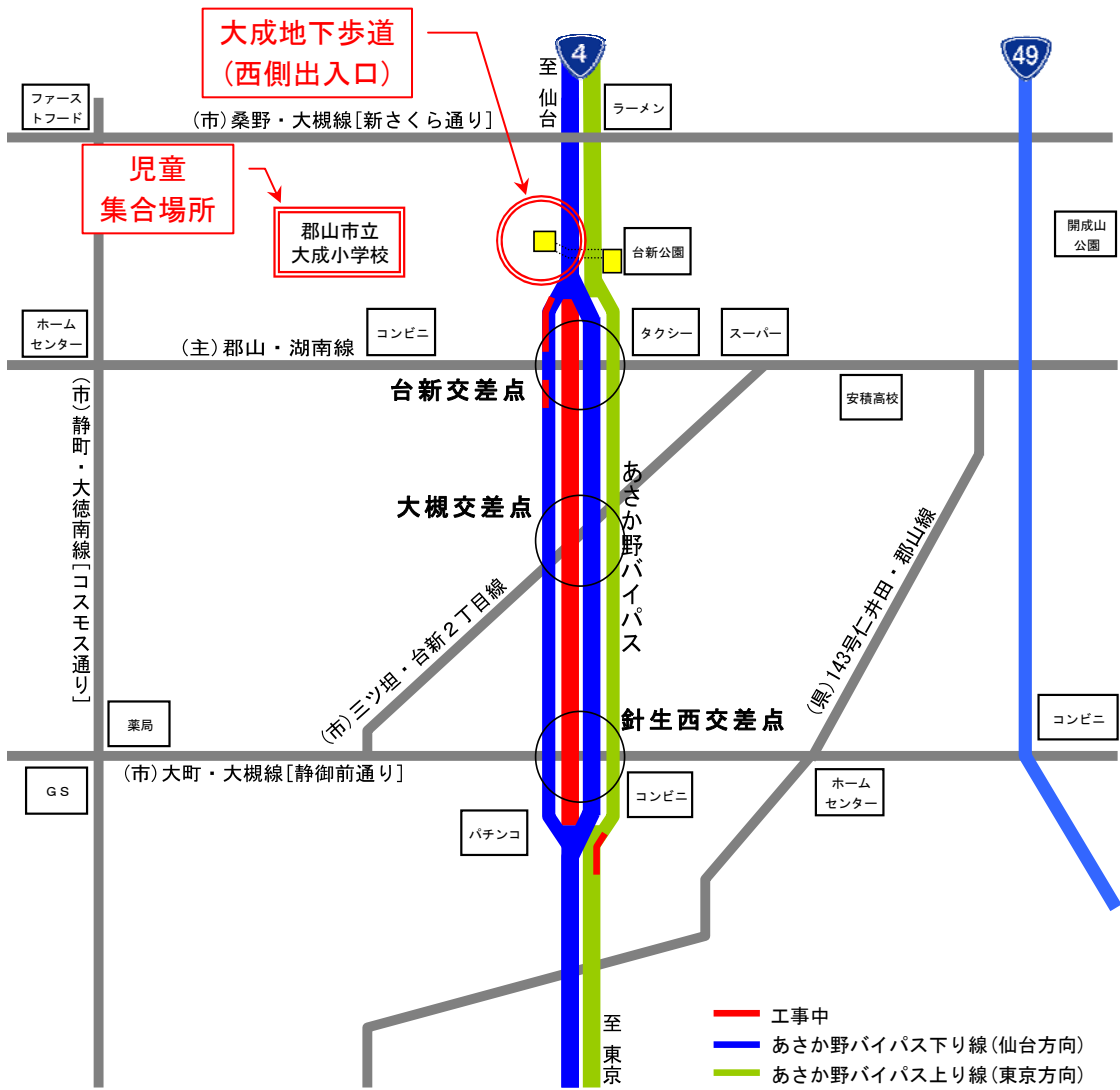 大成地下歩道
(西側出入口)
4
至 仙台
49
ファース
トフード
ラーメン
(市)桑野・大槻線[新さくら通り]
児童
集合場所
郡山市立
大成小学校
台新公園
開成山
公園
ホーム
センター
コンビニ
タクシー
スーパー
(主)郡山・湖南線
台新交差点
安積高校
(市)静町・大徳南線[コスモス通り]
大槻交差点
あさか野バイパス
(市)三ツ坦・台新２丁目線
(県)143号仁井田・郡山線
針生西交差点
薬局
コンビニ
(市)大町・大槻線[静御前通り]
ＧＳ
コンビニ
ホーム
センター
パチンコ
至 東京
工事中
あさか野バイパス下り線(仙台方向)
あさか野バイパス上り線(東京方向)